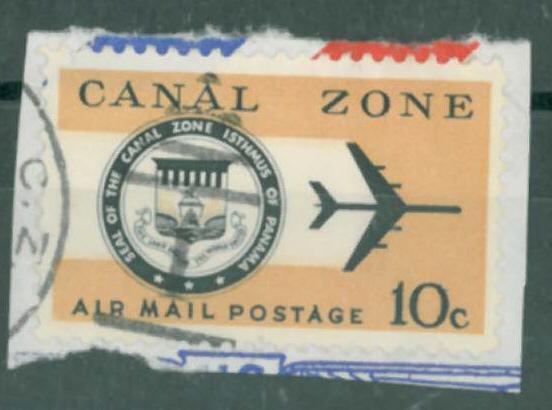 CANAL ZONE
SEAL OF THE CANAL ZONE ISTHMUS OF PANAMA
AIR MAIL POSTAGE 10c
C. Z.